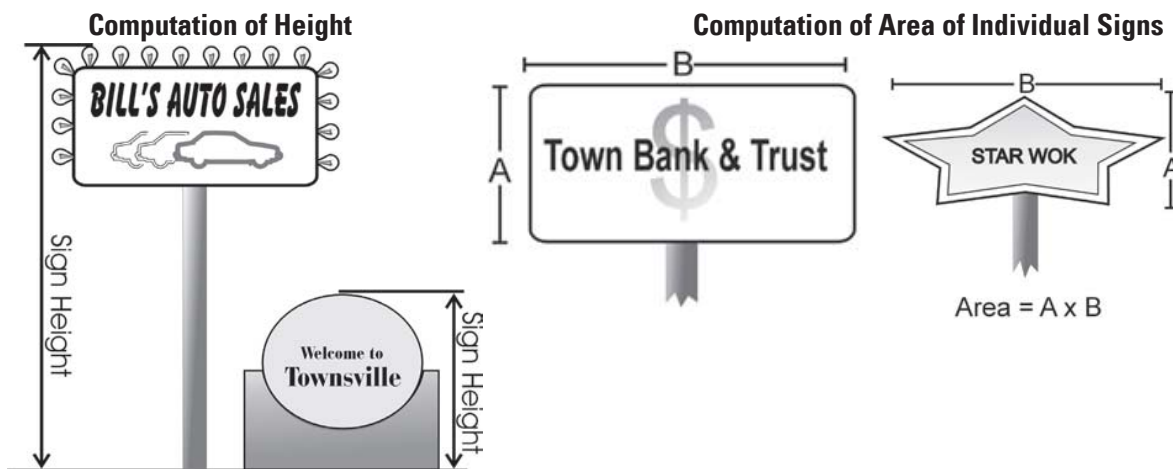 Computation of Height
BILL'S AUTO SALES
Sign Height
Welcome to
Townsville
Sign Height
Computation of Area of Individual Signs
B
A
$
Town Bank & Trust
B
A
STAR WOK
Area = A x B